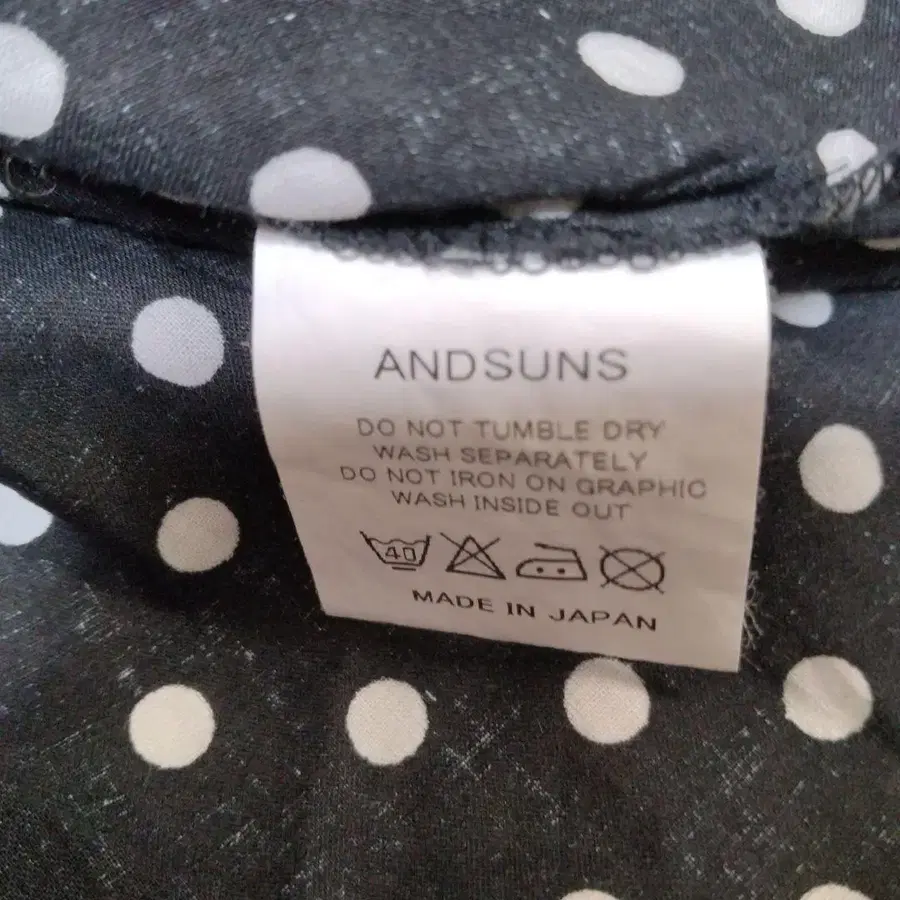 ANDSUNS
DO NOT TUMBLE DRY
WASH SEPARATELY
DO NOT IRON ON GRAPHIC
WASH INSIDE OUT
40
MADE IN JAPAN